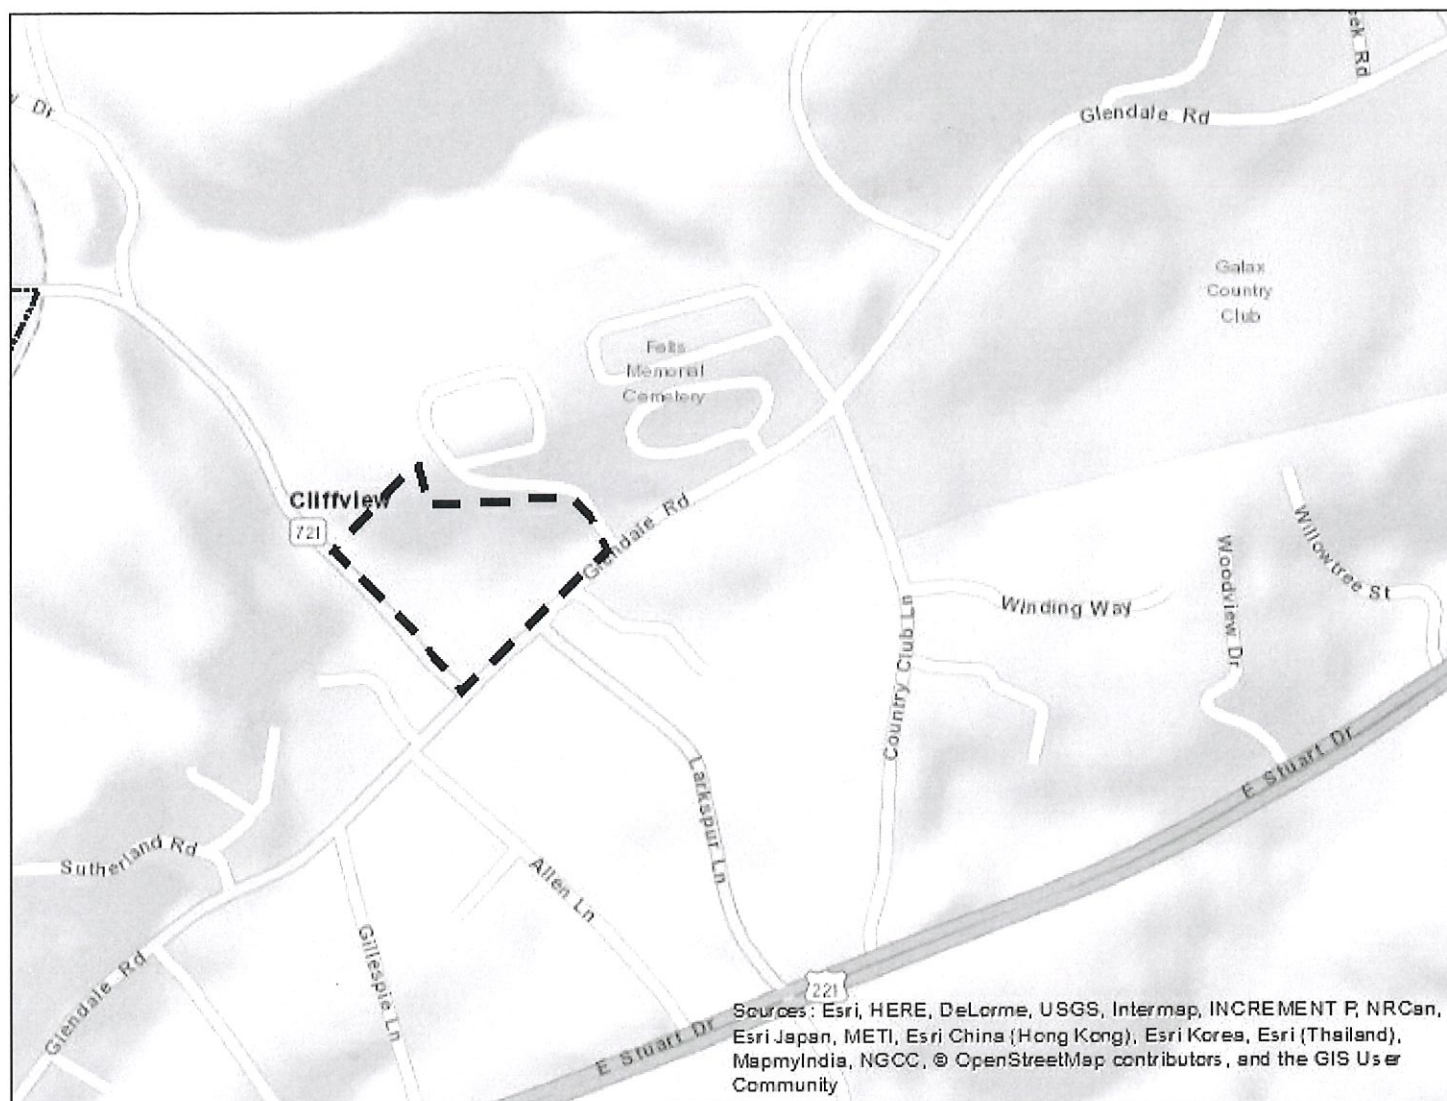 eek Rd
y Dr
Glendale Rd
Galax
Country
Club
Felts
Memorial
Cemetery
Cliffview
721
Glendale Rd
Willowtree St
Woodview Dr
Winding Way
Country Club Ln
Larkspur Ln
E Stuart Dr
Sutherland Rd
Allen Ln
Gillespie Ln
Glendale Rd
221
E Stuart Dr
Sources: Esri, HERE, DeLorme, USGS, Intermap, INCREMENT P, NRCan,
Esri Japan, METI, Esri China (Hong Kong), Esri Korea, Esri (Thailand),
MapmyIndia, NGCC, © OpenStreetMap contributors, and the GIS User
Community